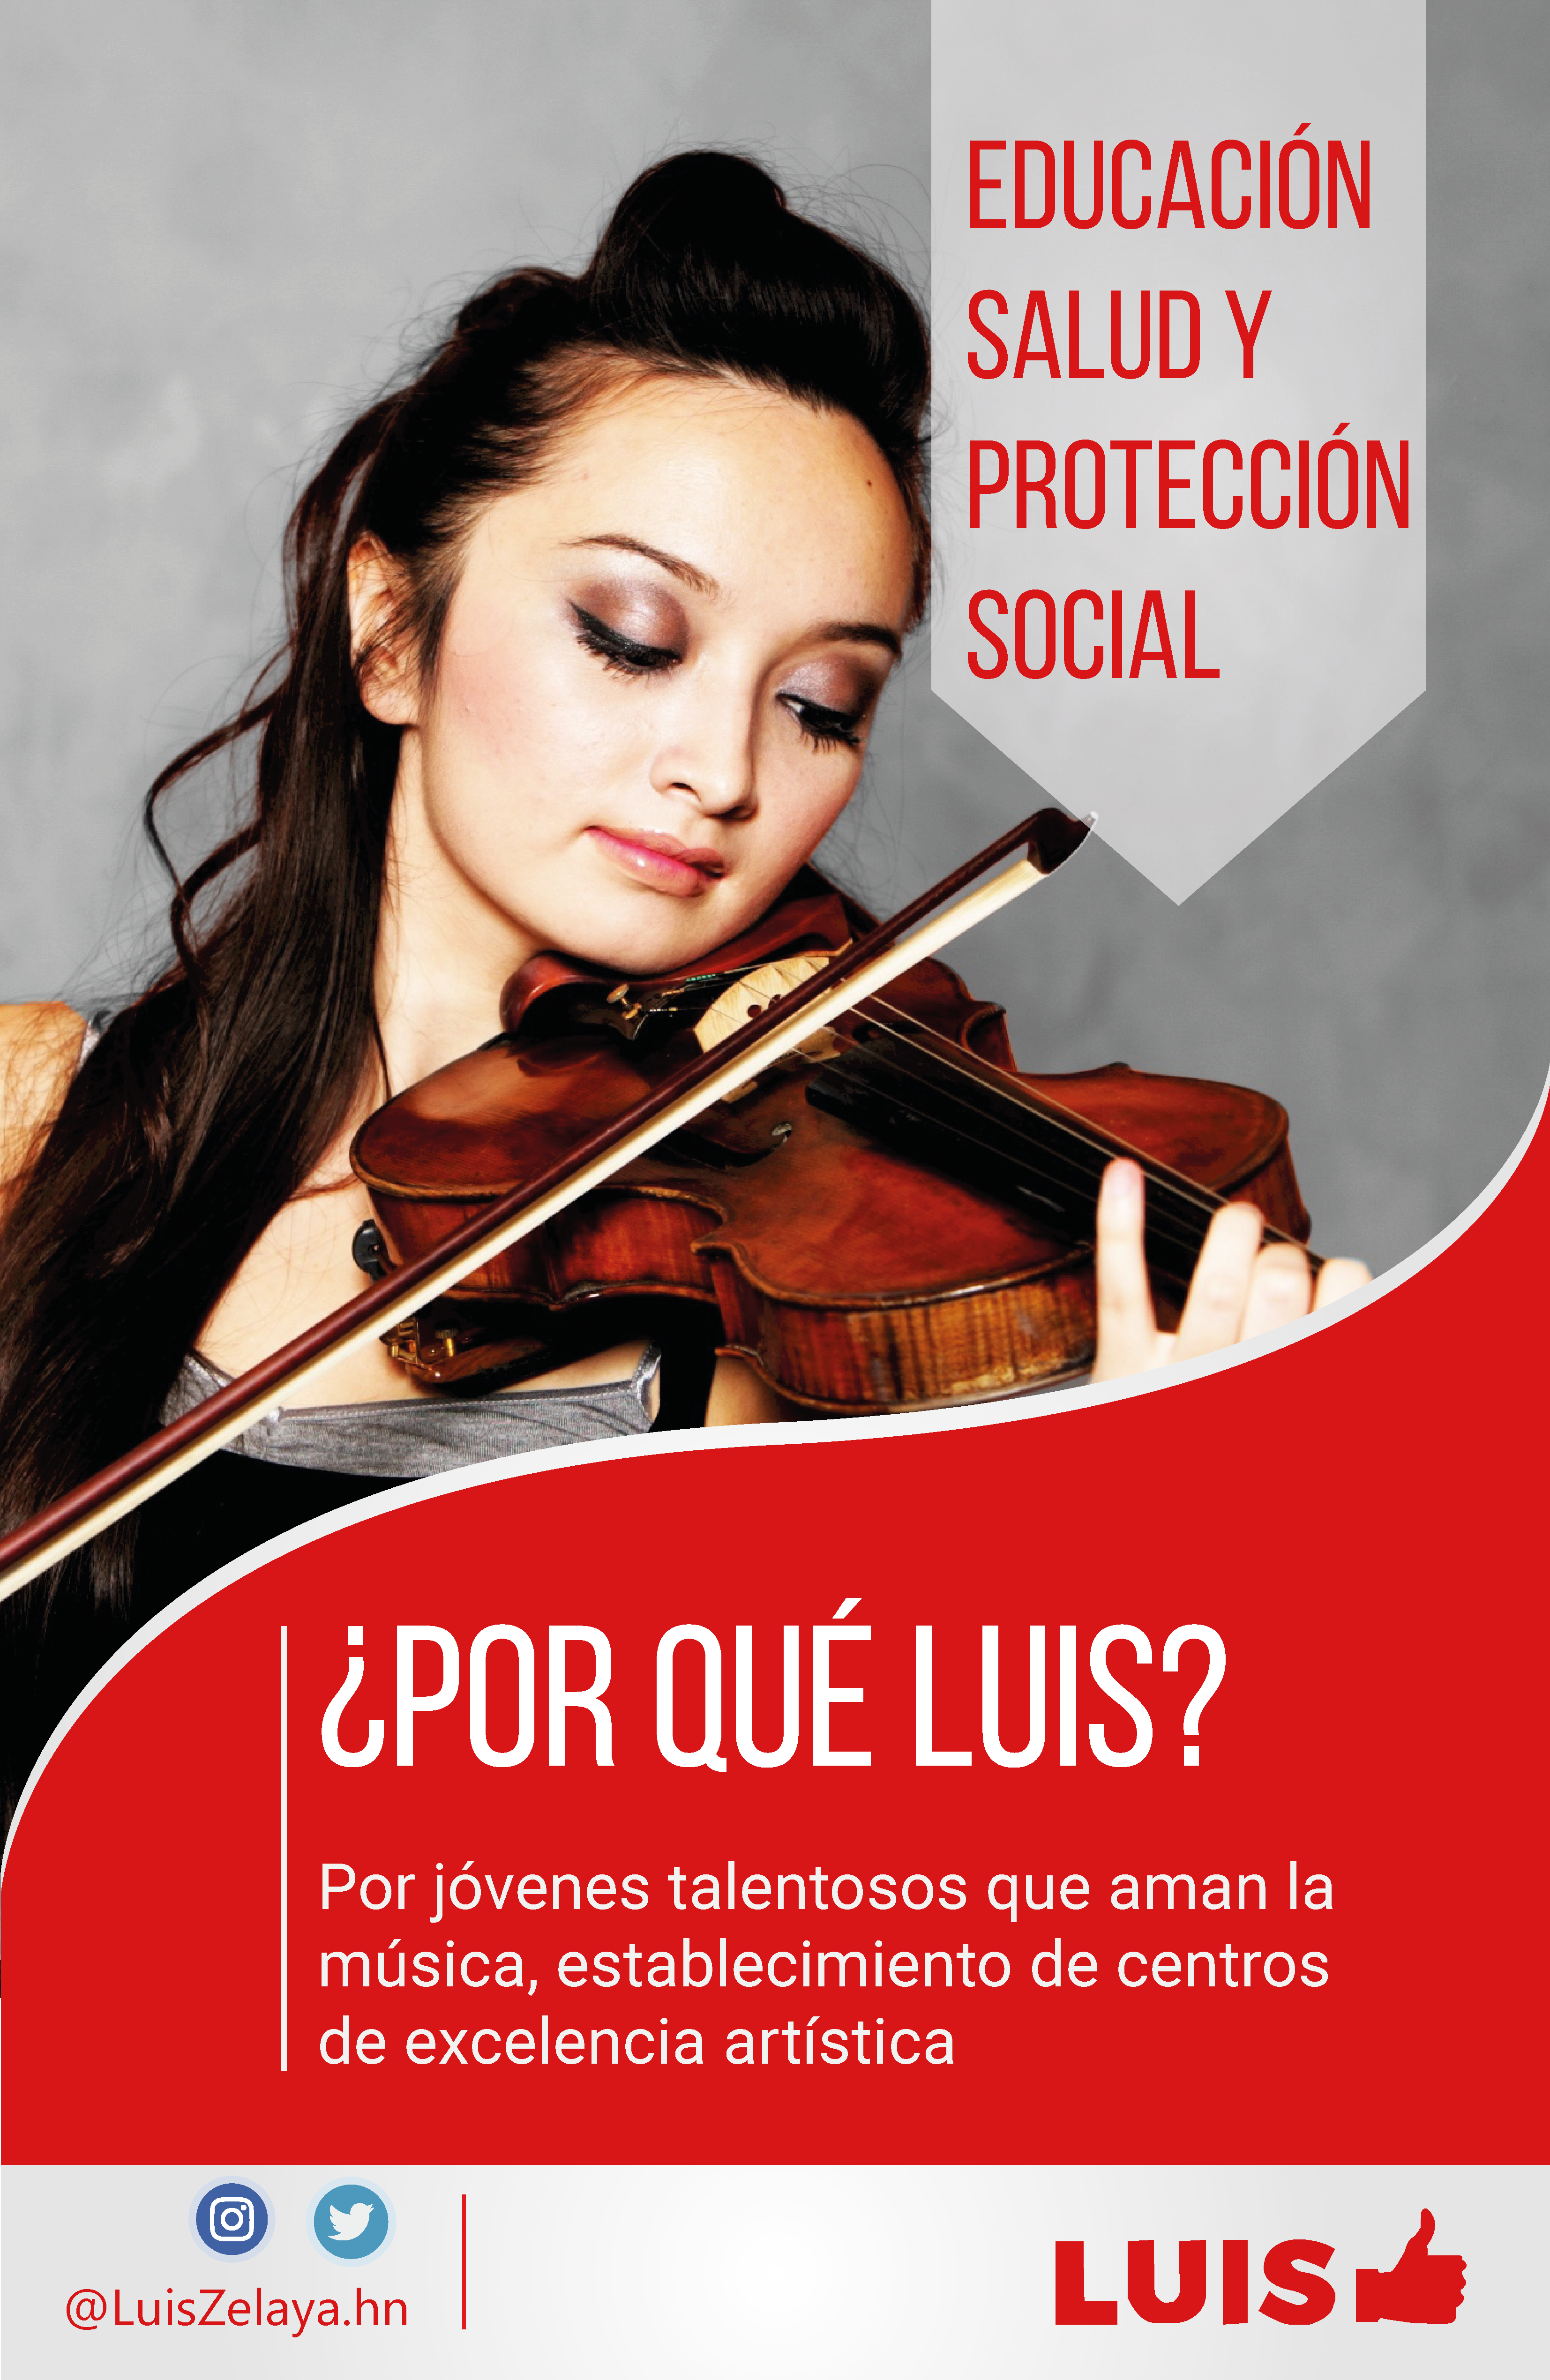 EDUCACIÓN
SALUD Y
PROTECCIÓN
SOCIAL
¿POR QUÉ LUIS?
Por jóvenes talentosos que aman la
música, establecimiento de centros
de excelencia artística
@LuisZelaya.hn
LUIS